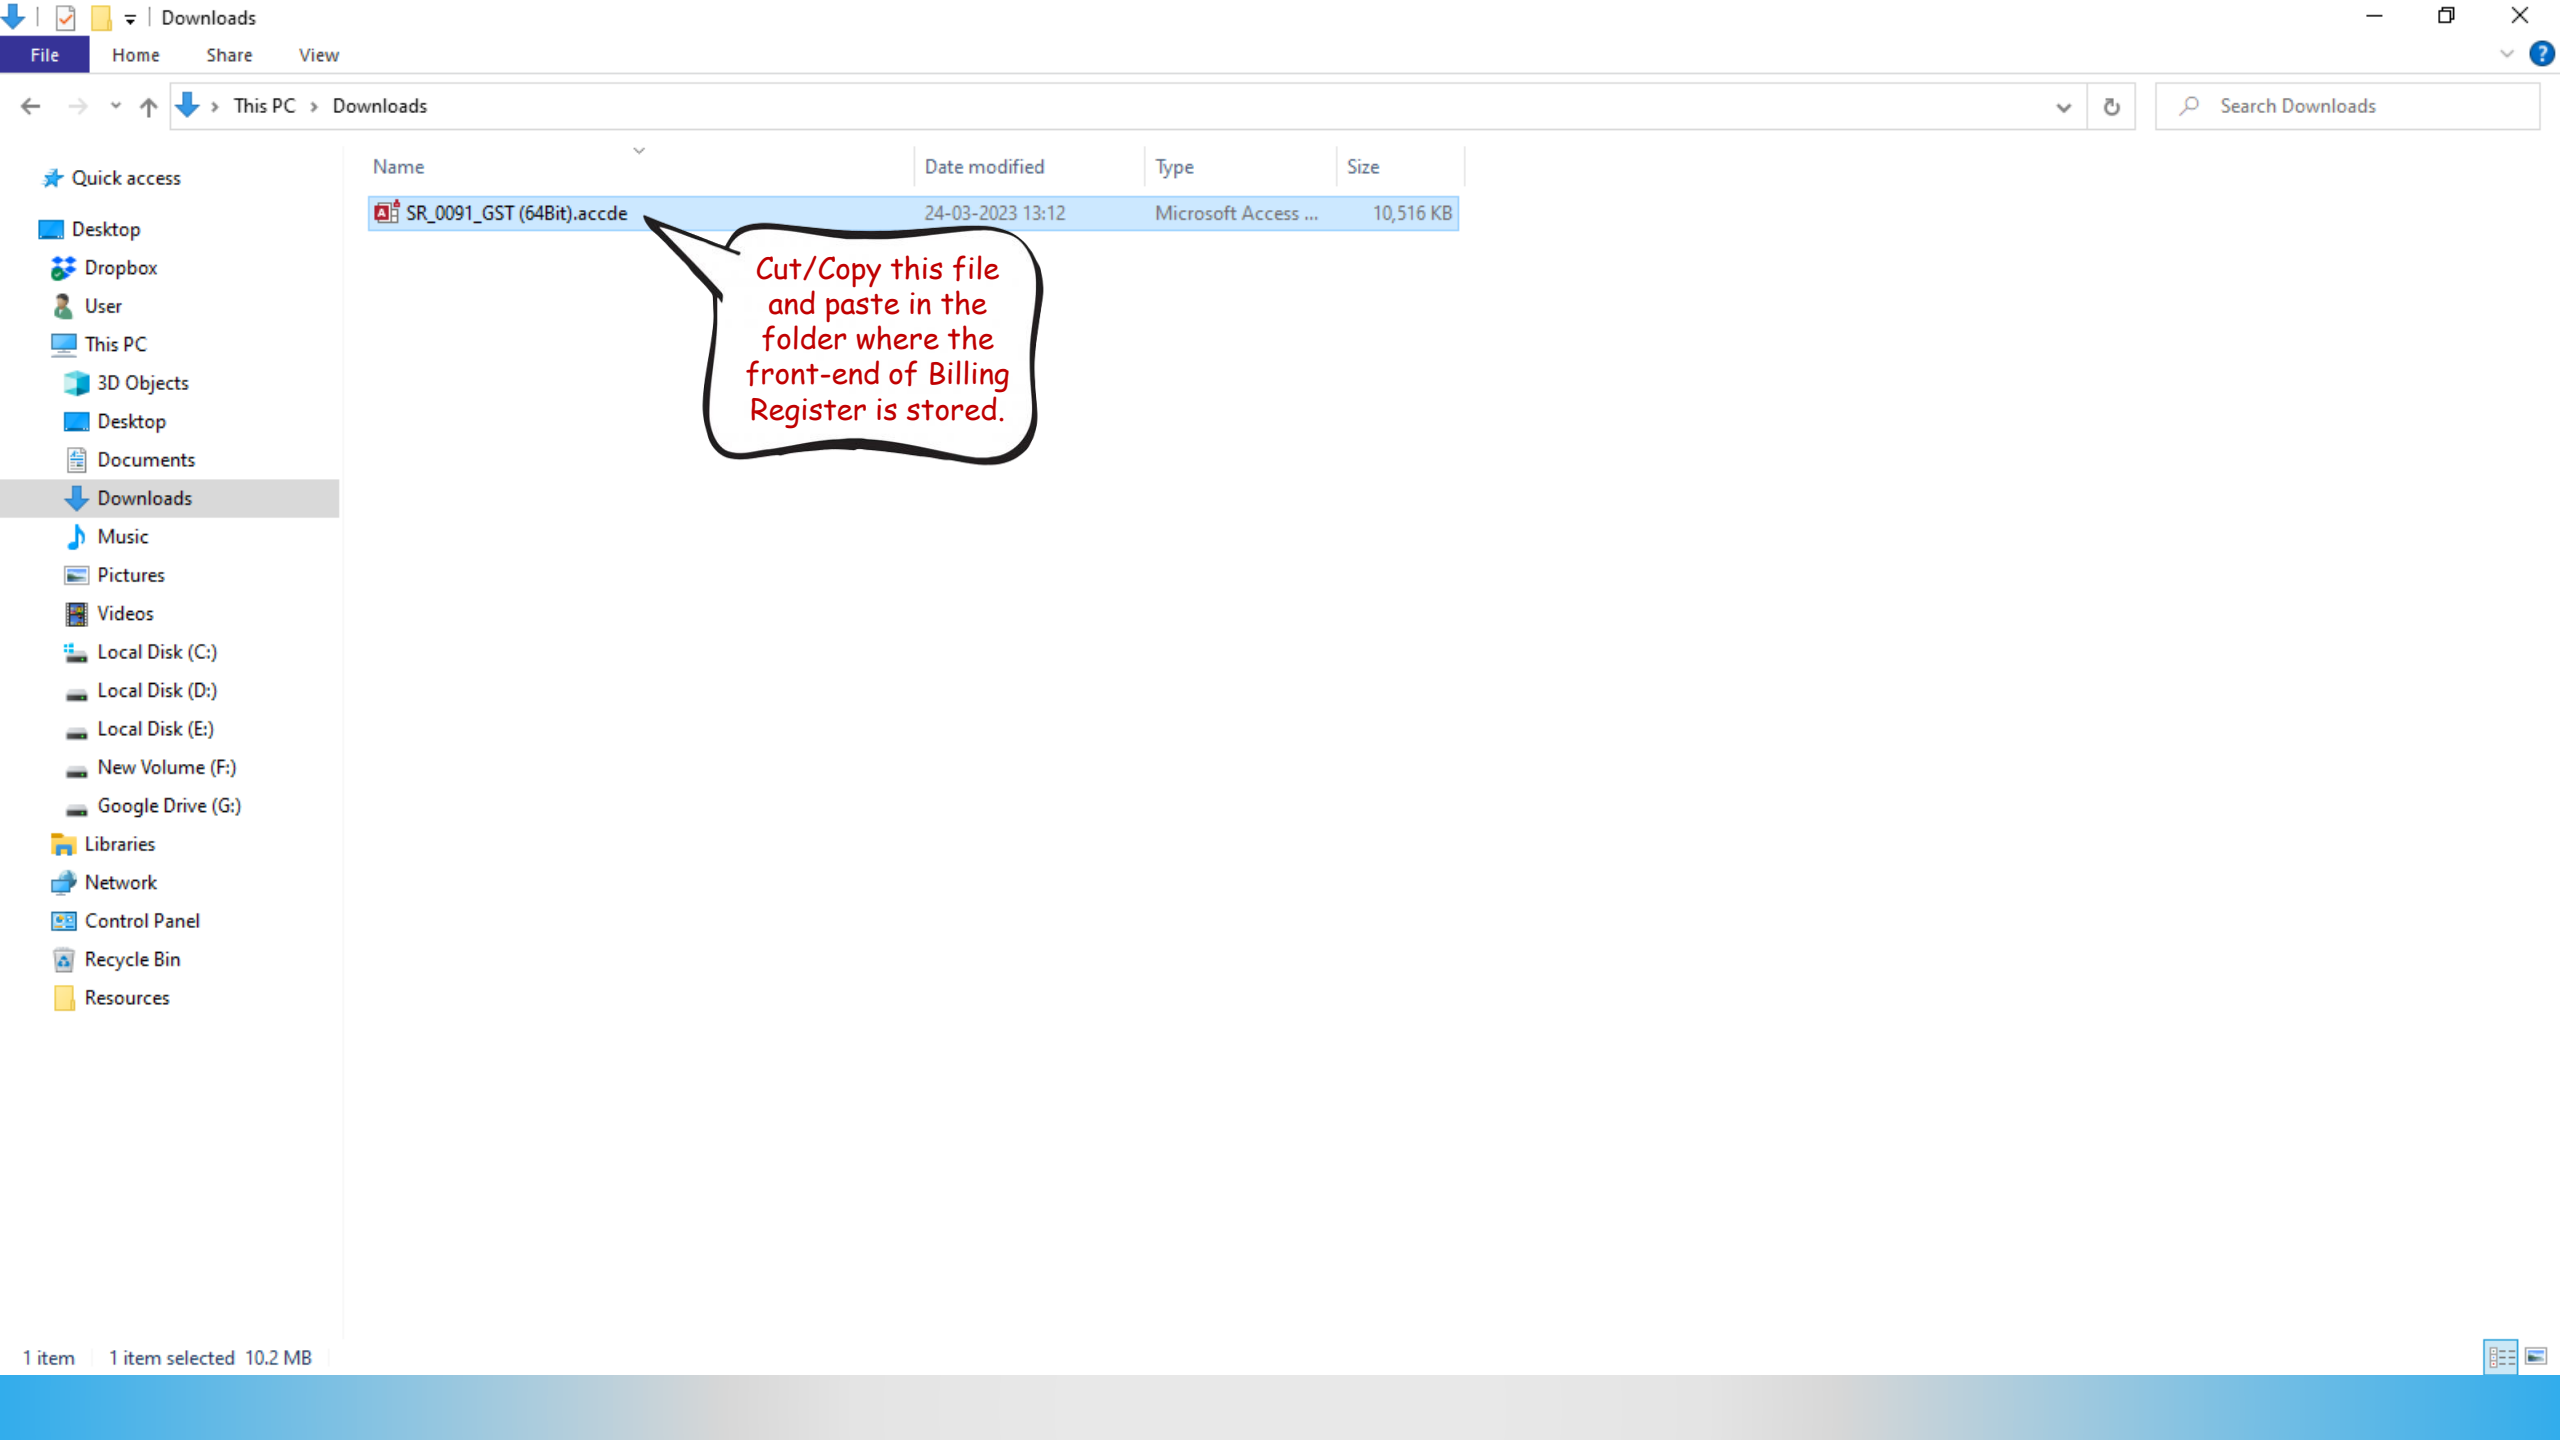 Downloads
File Home Share View
This PC Downloads
Search Downloads
Name Date modified Type Size
SR_0091_GST (64Bit).accde 24-03-2023 13:12 Microsoft Access ... 10,516 KB
Cut/Copy this file
and paste in the
folder where the
front-end of Billing
Register is stored.
Quick access
Desktop
Dropbox
User
This PC
3D Objects
Desktop
Documents
Downloads
Music
Pictures
Videos
Local Disk (C:)
Local Disk (D:)
Local Disk (E:)
New Volume (F:)
Google Drive (G:)
Libraries
Network
Control Panel
Recycle Bin
Resources
1 item 1 item selected 10.2 MB